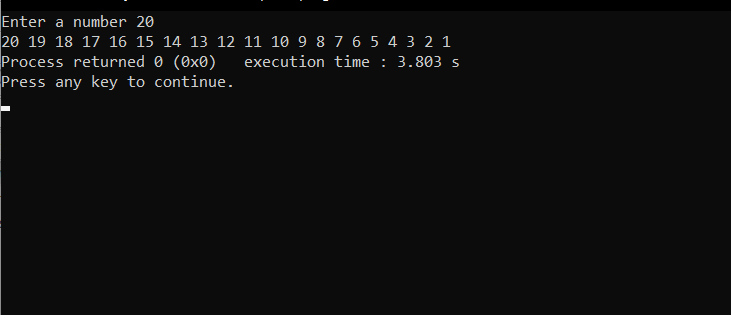 Enter a number 20
20 19 18 17 16 15 14 13 12 11 10 9 8 7 6 5 4 3 2 1
Process returned 0 (0x0)   execution time : 3.803 s
Press any key to continue.